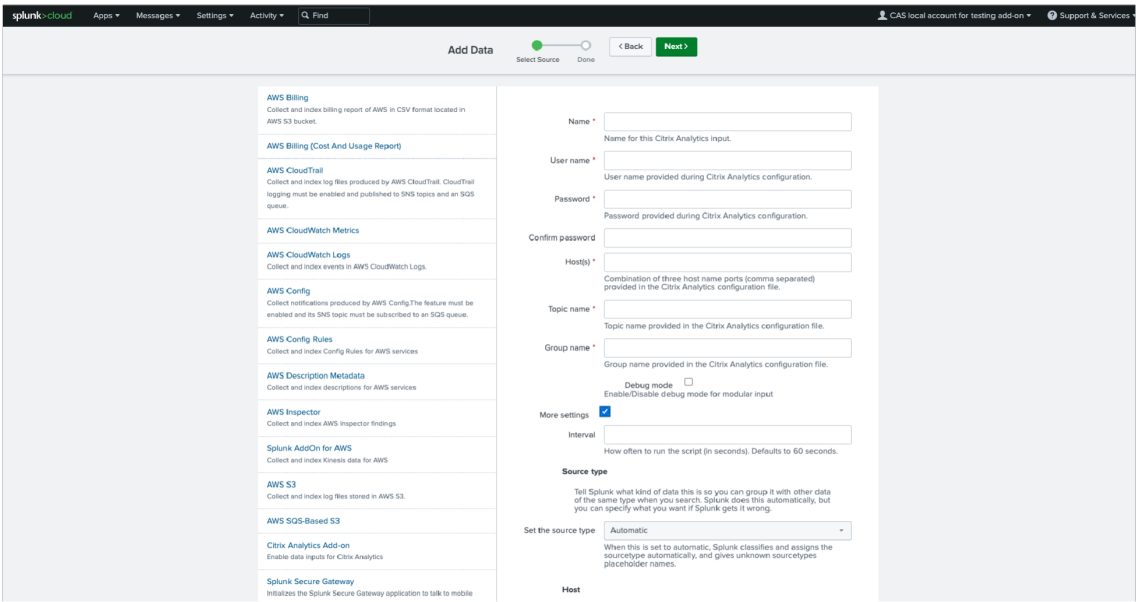 splunk>cloud Apps Messages Settings Activity Find CAS local account for testing add-on Support & Services
Add Data Select Source Done < Back Next >
AWS Billing
Collect and index billing report of AWS in CSV format located in
AWS S3 bucket.
AWS Billing (Cost And Usage Report)
AWS CloudTrail
Collect and index log files produced by AWS CloudTrail. CloudTrail
logging must be enabled and published to SNS topics and an SQS
queue.
AWS CloudWatch Metrics
AWS CloudWatch Logs
Collect and index events in AWS CloudWatch Logs.
AWS Config
Collect notifications produced by AWS Config.The feature must be
enabled and its SNS topic must be subscribed to an SQS queue.
AWS Config Rules
Collect and index Config Rules for AWS services
AWS Description Metadata
Collect and index descriptions for AWS services
AWS Inspector
Collect and index AWS Inspector findings
Splunk AddOn for AWS
Collect and index Kinesis data for AWS
AWS S3
Collect and index log files stored in AWS S3.
AWS SQS-Based S3
Citrix Analytics Add-on
Enable data inputs for Citrix Analytics
Splunk Secure Gateway
Initializes the Splunk Secure Gateway application to talk to mobile
Name *
Name for this Citrix Analytics input.
User name *
User name provided during Citrix Analytics configuration.
Password *
Password provided during Citrix Analytics configuration.
Confirm password
Host(s) *
Combination of three host name ports (comma separated)
provided in the Citrix Analytics configuration file.
Topic name *
Topic name provided in the Citrix Analytics configuration file.
Group name *
Group name provided in the Citrix Analytics configuration file.
Debug mode
Enable/Disable debug mode for modular input
More settings
Interval
How often to run the script (in seconds). Defaults to 60 seconds.
Source type
Tell Splunk what kind of data this is so you can group it with other data
of the same type when you search. Splunk does this automatically, but
you can specify what you want if Splunk gets it wrong.
Set the source type Automatic
When this is set to automatic, Splunk classifies and assigns the
sourcetype automatically, and gives unknown sourcetypes
placeholder names.
Host